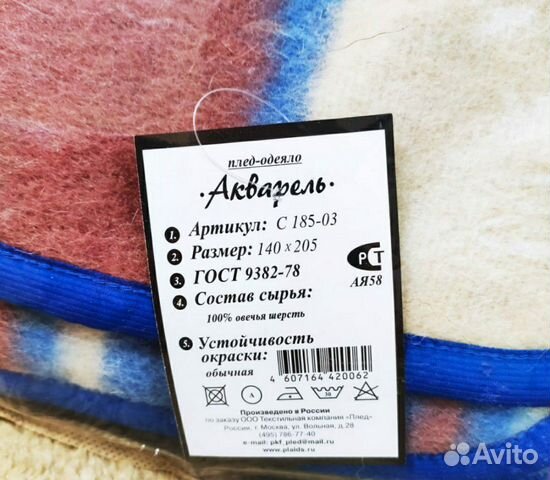 плед-одеяло
·Акварель·
1. Артикул: С 185-03
2. Размер: 140 х 205
3. ГОСТ 9382-78
РСТ
АЯ58
4. Состав сырья:
100% овечья шерсть
5. Устойчивость
окраски:
обычная
4 607164 420062
А
30
Произведено в России
по заказу ООО Текстильная компания «Плед»
Россия, г. Москва, ул. Вольная, д.28
(495) 786-77-40
e-mail: pkf_pled@mail.ru
www.plaids.ru
Avito